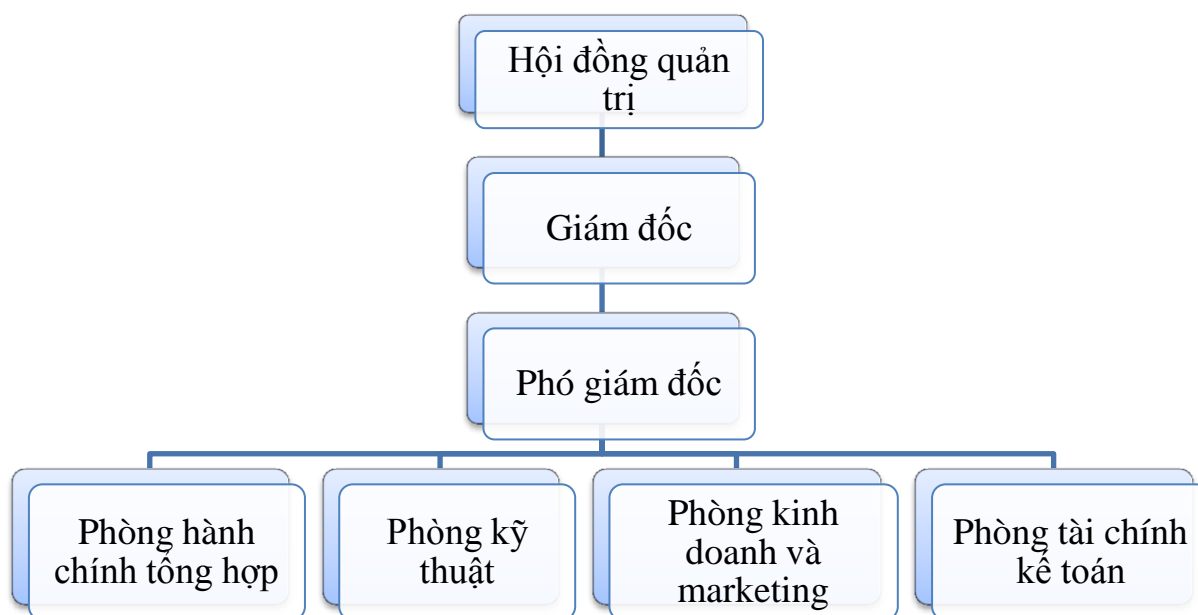 Hội đồng quản
trị
Giám đốc
Phó giám đốc
Phòng hành
chính tổng hợp
Phòng kỹ
thuật
Phòng kinh
doanh và
marketing
Phòng tài chính
kế toán